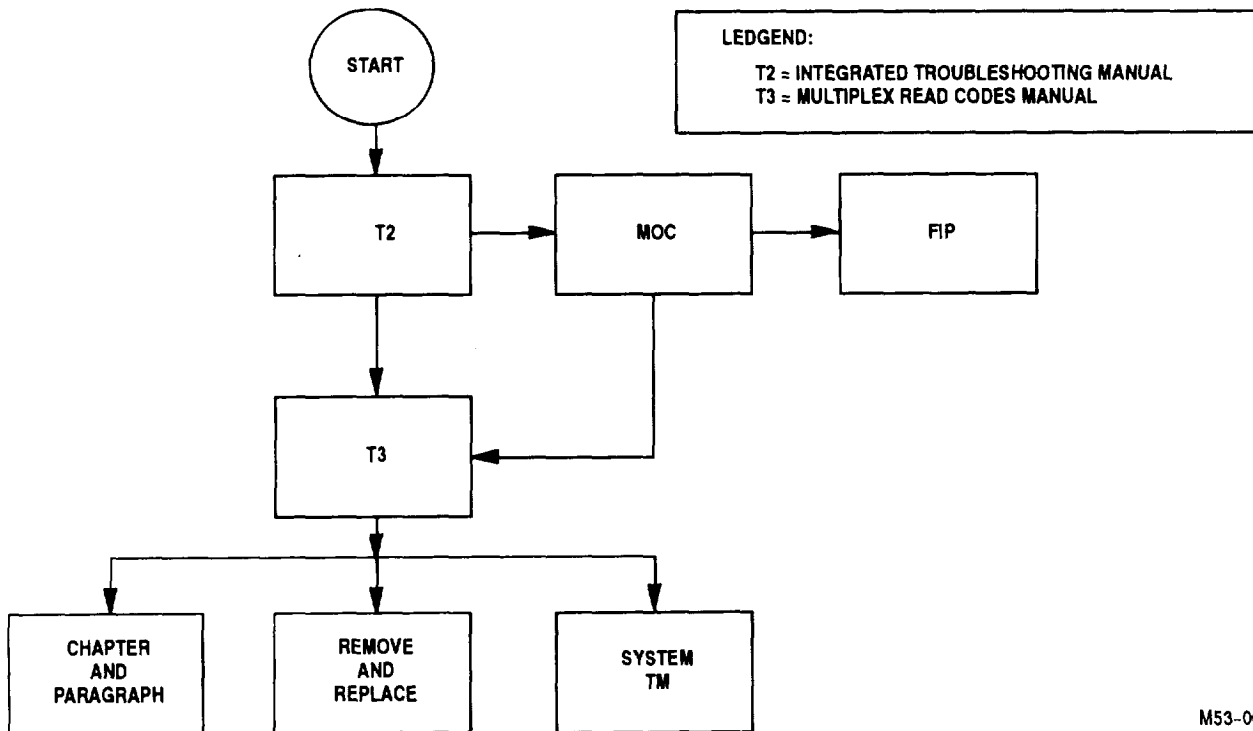 START
LEDGEND:
T2 = INTEGRATED TROUBLESHOOTING MANUAL
T3 = MULTIPLEX READ CODES MANUAL
T2
MOC
FIP
T3
CHAPTER
AND
PARAGRAPH
REMOVE
AND
REPLACE
SYSTEM
TM